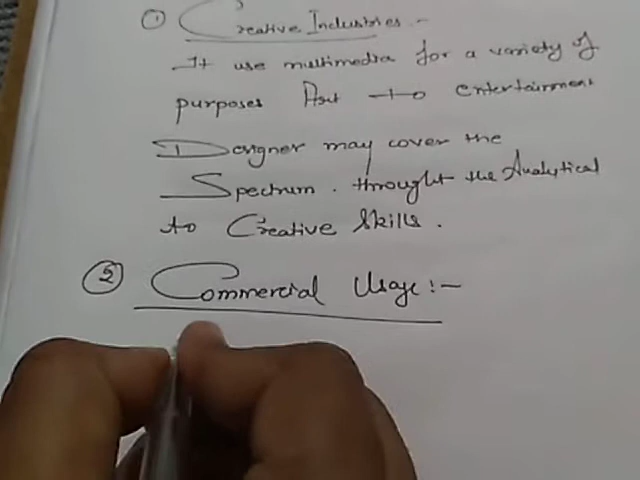 ① Creative Industries -
It use multimedia for a variety of
purposes Art to entertainment
Designer may cover the
Spectrum. throught the Analytical
to Creative Skills.
② Commercial Usage :-